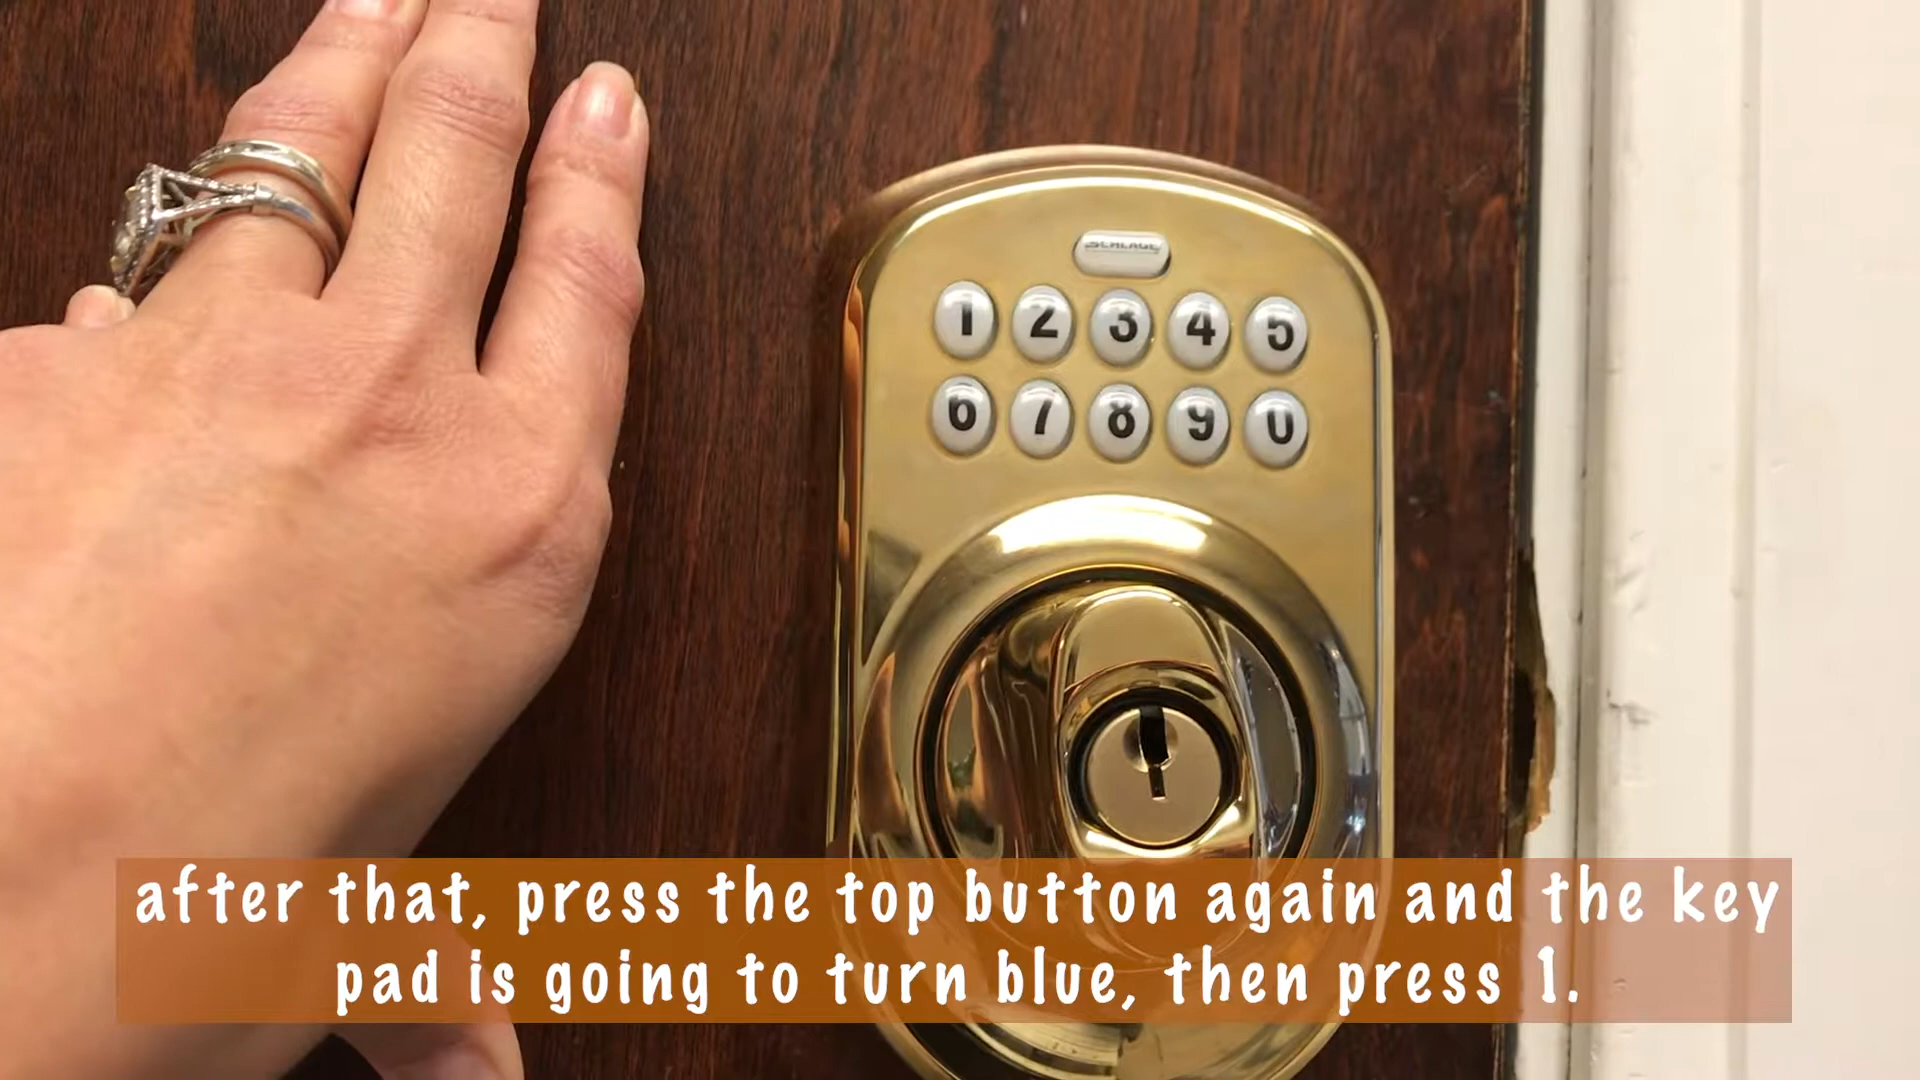 SCHLAGE
1 2 3 4 5
6 7 8 9 0
after that, press the top button again and the key
pad is going to turn blue, then press 1.